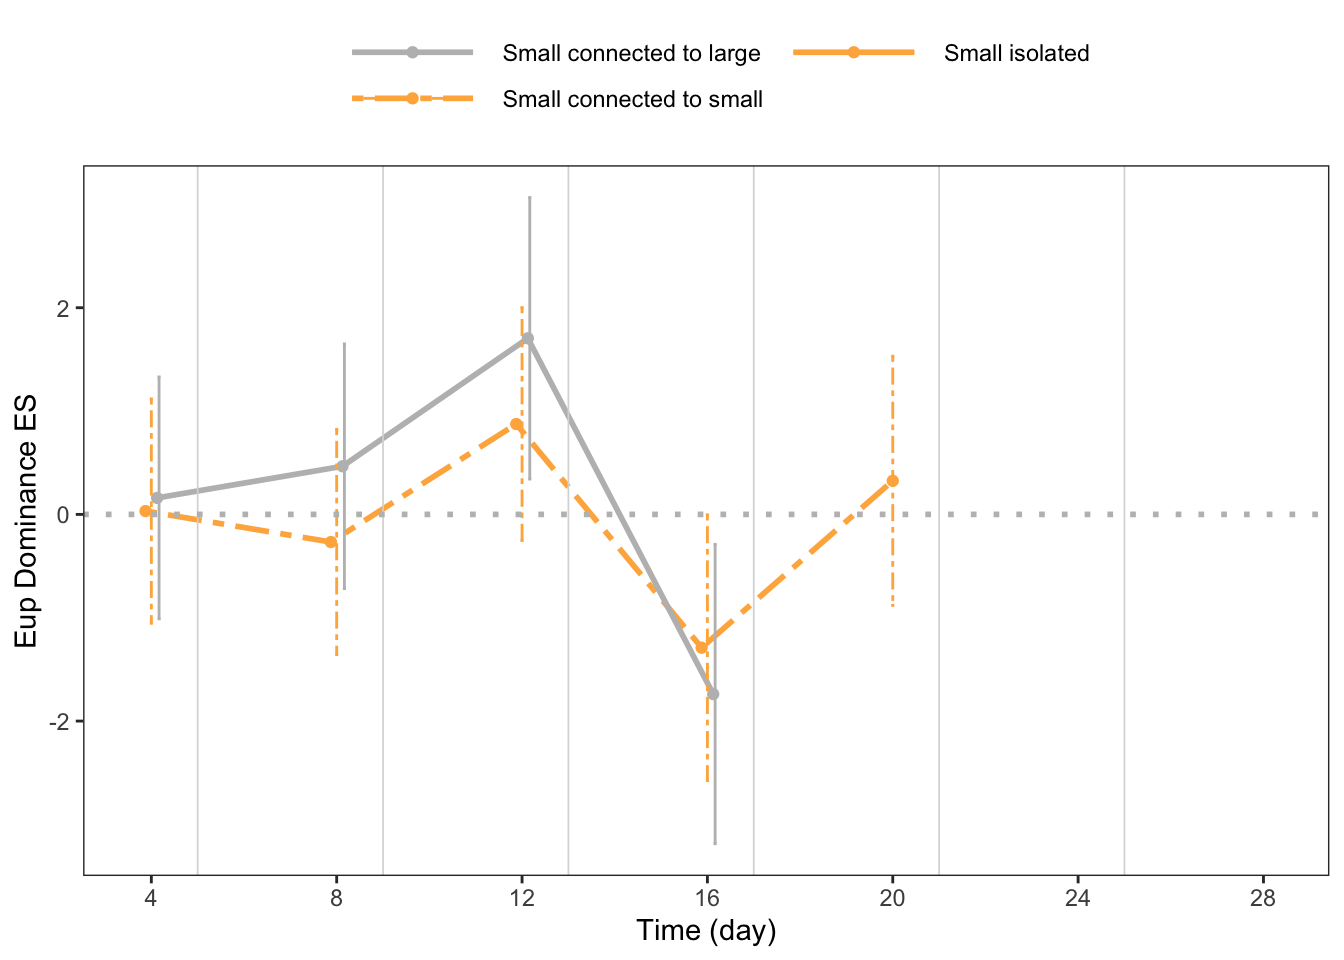 Small connected to large
Small isolated
Small connected to small
Eup Dominance ES
2
0
-2
4 8 12 16 20 24 28
Time (day)